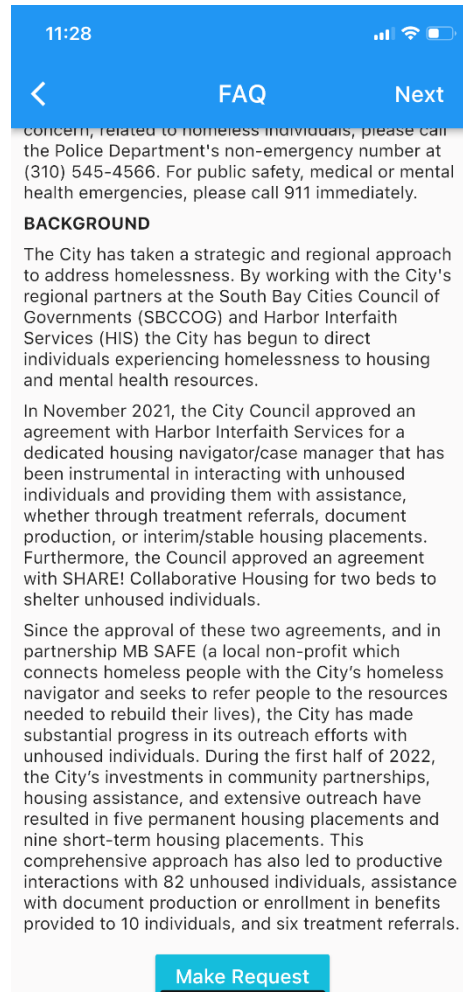 11:28
FAQ
Next
concern, related to homeless individuals, please call
the Police Department's non-emergency number at
(310) 545-4566. For public safety, medical or mental
health emergencies, please call 911 immediately.
BACKGROUND
The City has taken a strategic and regional approach
to address homelessness. By working with the City's
regional partners at the South Bay Cities Council of
Governments (SBCCOG) and Harbor Interfaith
Services (HIS) the City has begun to direct
individuals experiencing homelessness to housing
and mental health resources.
In November 2021, the City Council approved an
agreement with Harbor Interfaith Services for a
dedicated housing navigator/case manager that has
been instrumental in interacting with unhoused
individuals and providing them with assistance,
whether through treatment referrals, document
production, or interim/stable housing placements.
Furthermore, the Council approved an agreement
with SHARE! Collaborative Housing for two beds to
shelter unhoused individuals.
Since the approval of these two agreements, and in
partnership MB SAFE (a local non-profit which
connects homeless people with the City’s homeless
navigator and seeks to refer people to the resources
needed to rebuild their lives), the City has made
substantial progress in its outreach efforts with
unhoused individuals. During the first half of 2022,
the City’s investments in community partnerships,
housing assistance, and extensive outreach have
resulted in five permanent housing placements and
nine short-term housing placements. This
comprehensive approach has also led to productive
interactions with 82 unhoused individuals, assistance
with document production or enrollment in benefits
provided to 10 individuals, and six treatment referrals.
Make Request